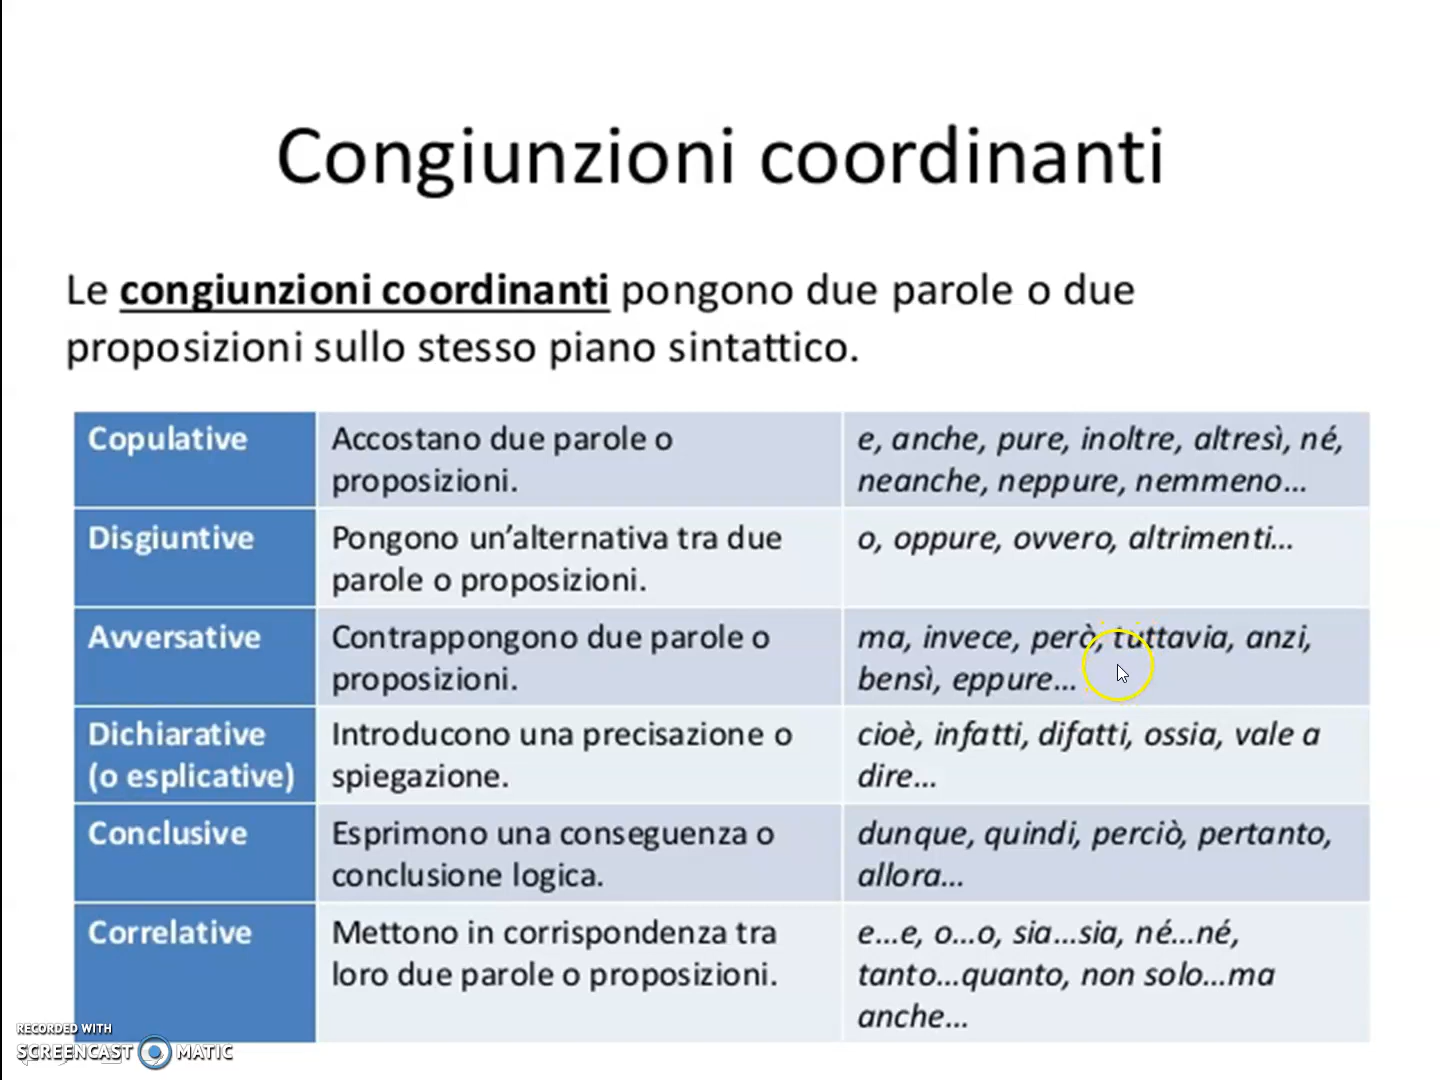 Congiunzioni coordinanti
Le congiunzioni coordinanti pongono due parole o due
proposizioni sullo stesso piano sintattico.
Copulative
Accostano due parole o
proposizioni.
e, anche, pure, inoltre, altresì, né,
neanche, neppure, nemmeno...
Disgiuntive
Pongono un’alternativa tra due
parole o proposizioni.
o, oppure, ovvero, altrimenti...
Avversative
Contrappongono due parole o
proposizioni.
ma, invece, però, tuttavia, anzi,
bensì, eppure...
Dichiarative
(o esplicative)
Introducono una precisazione o
spiegazione.
cioè, infatti, difatti, ossia, vale a
dire...
Conclusive
Esprimono una conseguenza o
conclusione logica.
dunque, quindi, perciò, pertanto,
allora...
Correlative
Mettono in corrispondenza tra
loro due parole o proposizioni.
e...e, o...o, sia...sia, né...né,
tanto...quanto, non solo...ma
anche...
RECORDED WITH
SCREENCAST MATIC